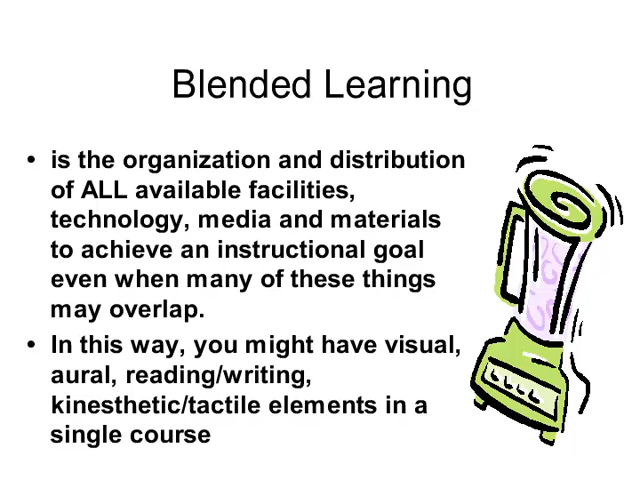 Blended Learning
• is the organization and distribution
of ALL available facilities,
technology, media and materials
to achieve an instructional goal
even when many of these things
may overlap.
• In this way, you might have visual,
aural, reading/writing,
kinesthetic/tactile elements in a
single course